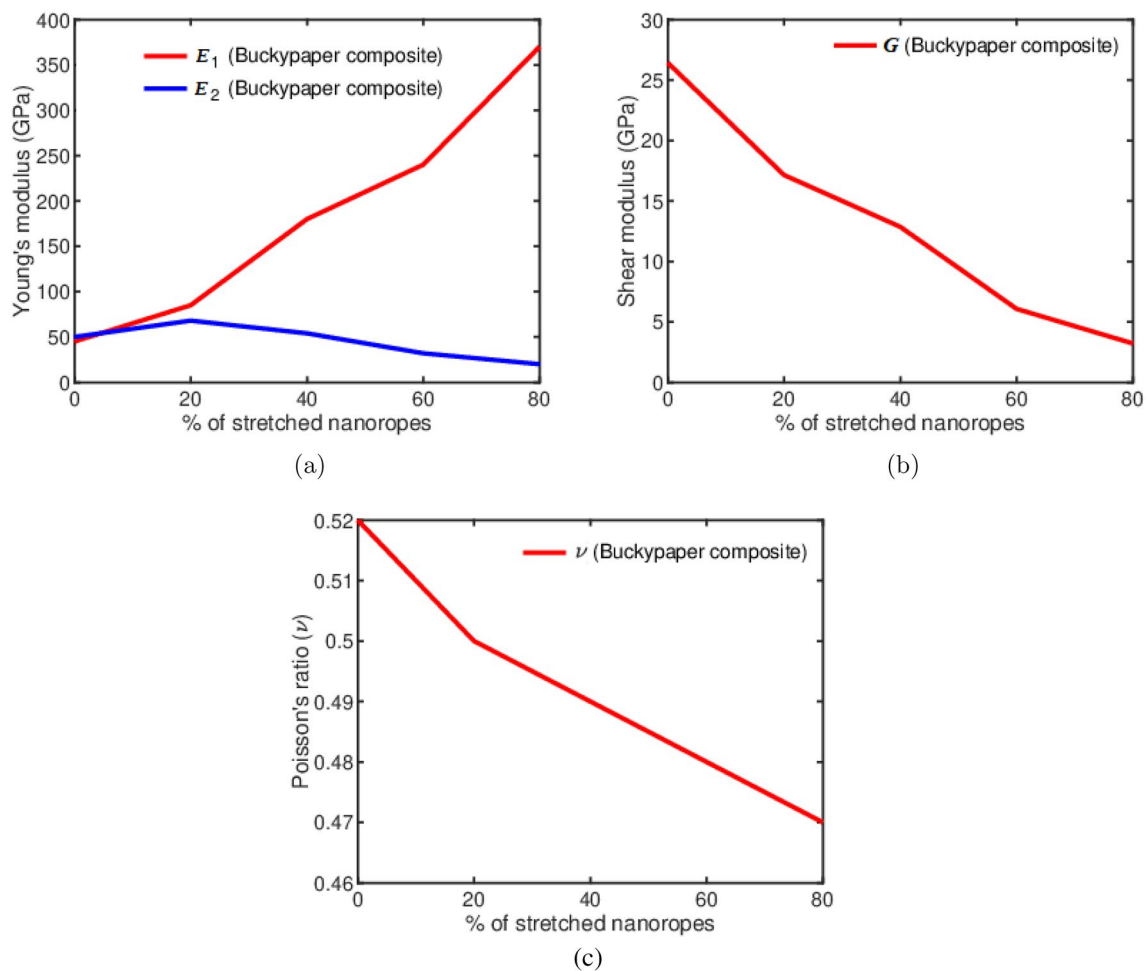 400
350
300
250
200
150
100
50
0
Young's modulus (GPa)
E1 (Buckypaper composite)
E2 (Buckypaper composite)
0 20 40 60 80
% of stretched nanoropes
(a)
30
25
20
15
10
5
0
Shear modulus (GPa)
G (Buckypaper composite)
0 20 40 60 80
% of stretched nanoropes
(b)
0.52
0.51
0.5
0.49
0.48
0.47
0.46
Poisson's ratio (ν)
ν (Buckypaper composite)
0 20 40 60 80
% of stretched nanoropes
(c)